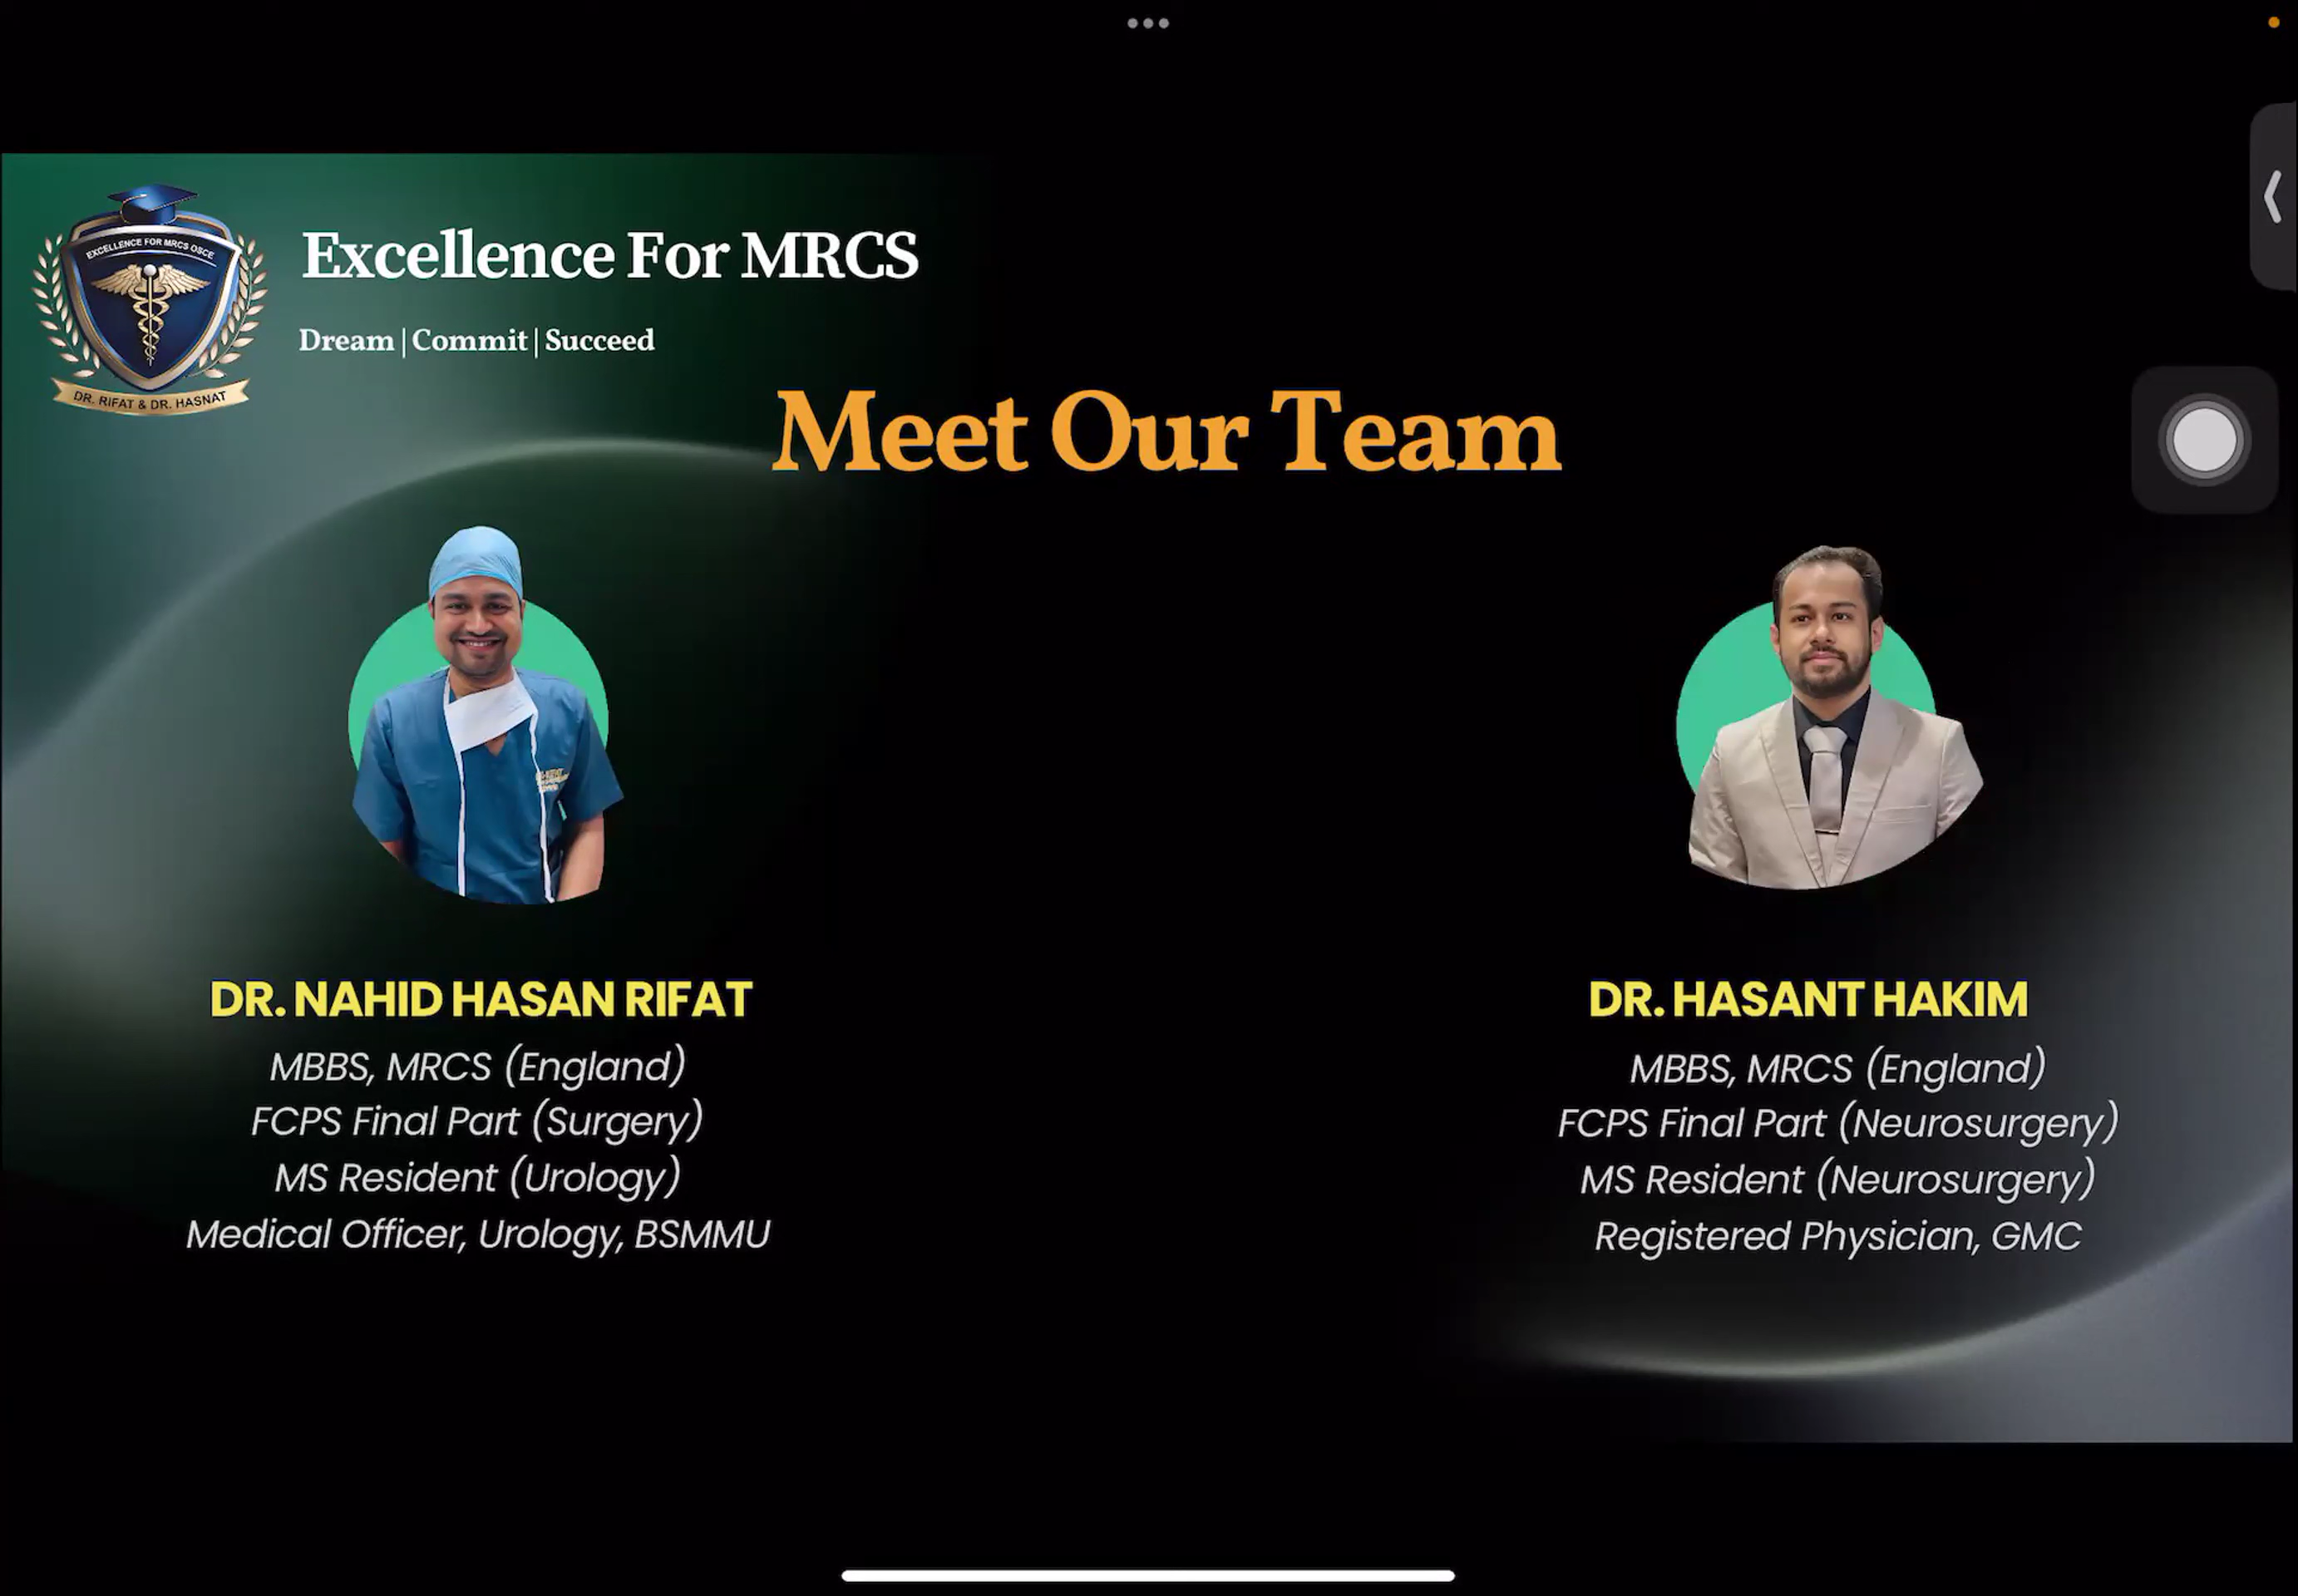 EXCELLENCE FOR MRCS OSCE
DR. RIFAT & DR. HASNAT
Excellence For MRCS
Dream | Commit | Succeed
Meet Our Team
DR. NAHID HASAN RIFAT
MBBS, MRCS (England)
FCPS Final Part (Surgery)
MS Resident (Urology)
Medical Officer, Urology, BSMMU
DR. HASANT HAKIM
MBBS, MRCS (England)
FCPS Final Part (Neurosurgery)
MS Resident (Neurosurgery)
Registered Physician, GMC